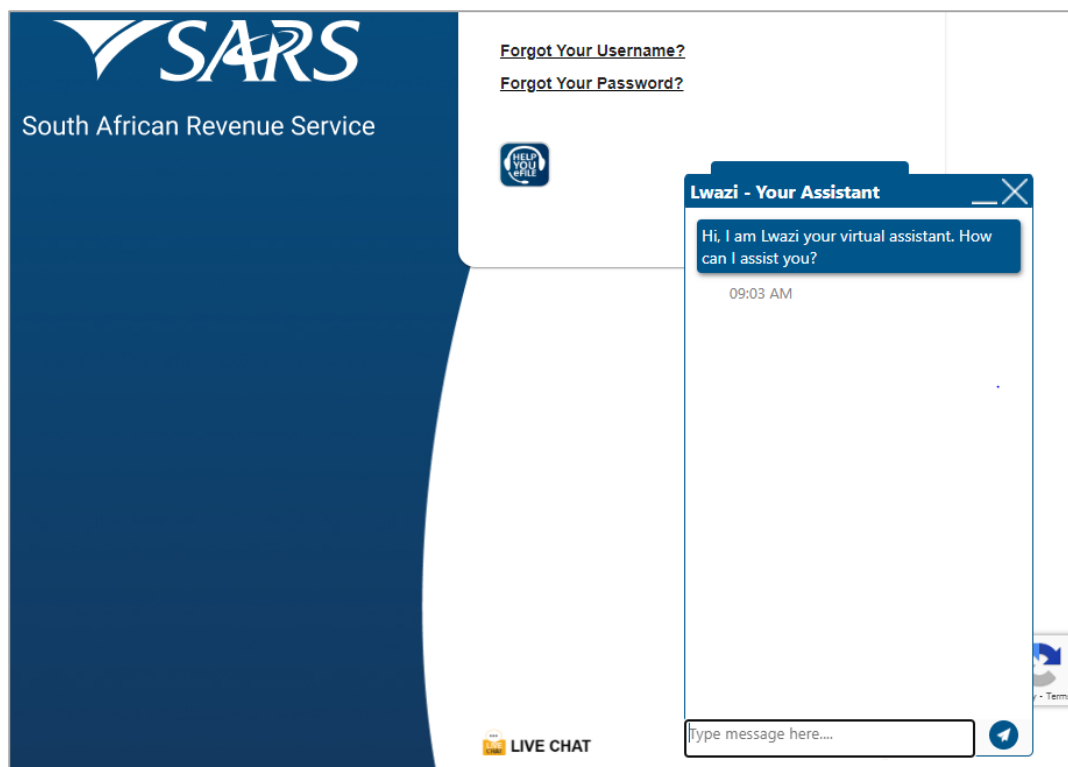 SARS
South African Revenue Service
Forgot Your Username?
Forgot Your Password?
HELP
YOU
eFILE
Lwazi - Your Assistant
Hi, I am Lwazi your virtual assistant. How
can I assist you?
09:03 AM
Type message here....
LIVE CHAT